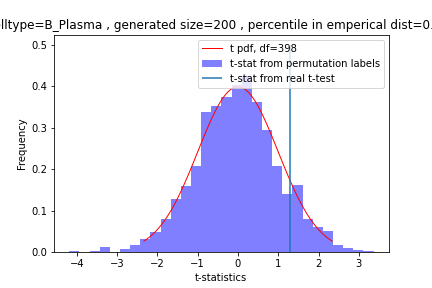 lltype=B_Plasma , generated size=200 , percentile in emperical dist=0.
t pdf, df=398
t-stat from permutation labels
t-stat from real t-test
Frequency
0.5
0.4
0.3
0.2
0.1
0.0
−4 −3 −2 −1 0 1 2 3
t-statistics